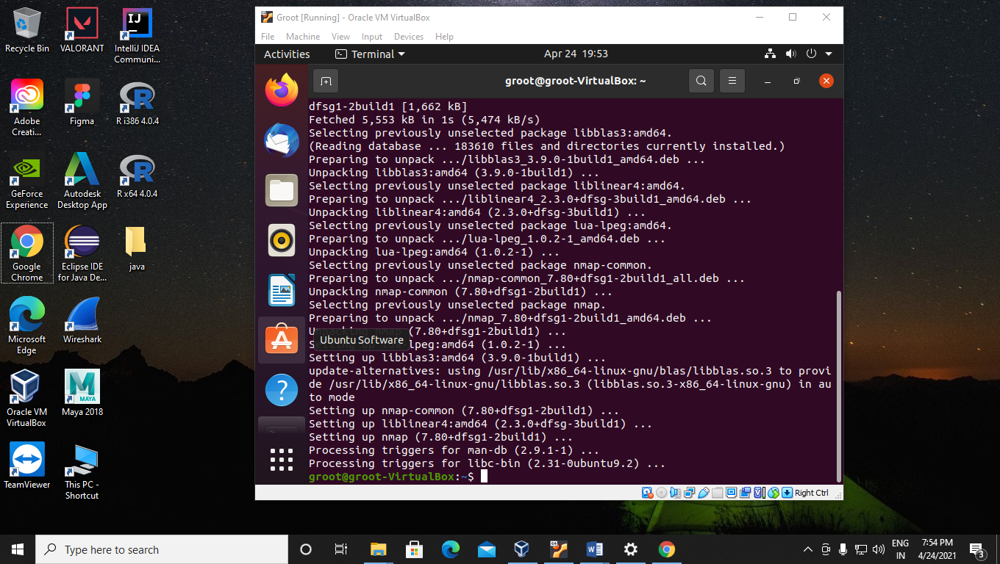 Recycle Bin
VALORANT
IntelliJ IDEA
Communi...
Adobe
Creati...
Figma
R i386 4.0.4
GeForce
Experience
Autodesk
Desktop App
R x64 4.0.4
Google
Chrome
Eclipse IDE
for Java De...
java
Microsoft
Edge
Wireshark
Oracle VM
VirtualBox
MAYA
Maya 2018
TeamViewer
This PC -
Shortcut
Groot [Running] - Oracle VM VirtualBox
File Machine View Input Devices Help
Activities Terminal Apr 24 19:53
groot@groot-VirtualBox: ~
dfsg1-2build1 [1,662 kB]
Fetched 5,553 kB in 1s (5,474 kB/s)
Selecting previously unselected package libblas3:amd64.
(Reading database ... 183610 files and directories currently installed.)
Preparing to unpack .../libblas3_3.9.0-1build1_amd64.deb ...
Unpacking libblas3:amd64 (3.9.0-1build1) ...
Selecting previously unselected package liblinear4:amd64.
Preparing to unpack .../liblinear4_2.3.0+dfsg-3build1_amd64.deb ...
Unpacking liblinear4:amd64 (2.3.0+dfsg-3build1) ...
Selecting previously unselected package lua-lpeg:amd64.
Preparing to unpack .../lua-lpeg_1.0.2-1_amd64.deb ...
Unpacking lua-lpeg:amd64 (1.0.2-1) ...
Selecting previously unselected package nmap-common.
Preparing to unpack .../nmap-common_7.80+dfsg1-2build1_all.deb ...
Unpacking nmap-common (7.80+dfsg1-2build1) ...
Selecting previously unselected package nmap.
Preparing to unpack .../nmap_7.80+dfsg1-2build1_amd64.deb ...
Unpacking nmap (7.80+dfsg1-2build1) ...
Ubuntu Software
lpeg:amd64 (1.0.2-1) ...
Setting up libblas3:amd64 (3.9.0-1build1) ...
update-alternatives: using /usr/lib/x86_64-linux-gnu/blas/libblas.so.3 to provi
de /usr/lib/x86_64-linux-gnu/libblas.so.3 (libblas.so.3-x86_64-linux-gnu) in au
to mode
Setting up nmap-common (7.80+dfsg1-2build1) ...
Setting up liblinear4:amd64 (2.3.0+dfsg-3build1) ...
Setting up nmap (7.80+dfsg1-2build1) ...
Processing triggers for man-db (2.9.1-1) ...
Processing triggers for libc-bin (2.31-0ubuntu9.2) ...
groot@groot-VirtualBox:~$
Right Ctrl
Type here to search
ENG
IN
7:54 PM
4/24/2021
3